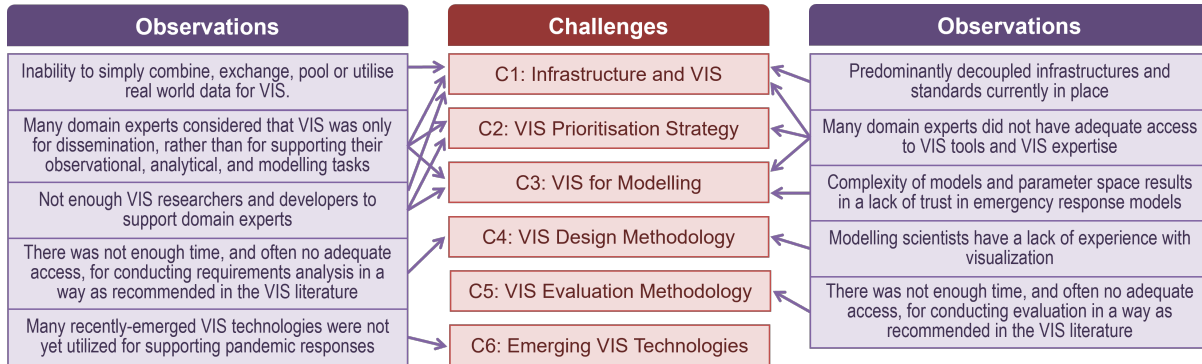 Observations
Inability to simply combine, exchange, pool or utilise
real world data for VIS.
Many domain experts considered that VIS was only
for dissemination, rather than for supporting their
observational, analytical, and modelling tasks
Not enough VIS researchers and developers to
support domain experts
There was not enough time, and often no adequate
access, for conducting requirements analysis in a
way as recommended in the VIS literature
Many recently-emerged VIS technologies were not
yet utilized for supporting pandemic responses
Challenges
C1: Infrastructure and VIS
C2: VIS Prioritisation Strategy
C3: VIS for Modelling
C4: VIS Design Methodology
C5: VIS Evaluation Methodology
C6: Emerging VIS Technologies
Observations
Predominantly decoupled infrastructures and
standards currently in place
Many domain experts did not have adequate access
to VIS tools and VIS expertise
Complexity of models and parameter space results
in a lack of trust in emergency response models
Modelling scientists have a lack of experience with
visualization
There was not enough time, and often no adequate
access, for conducting evaluation in a way as
recommended in the VIS literature